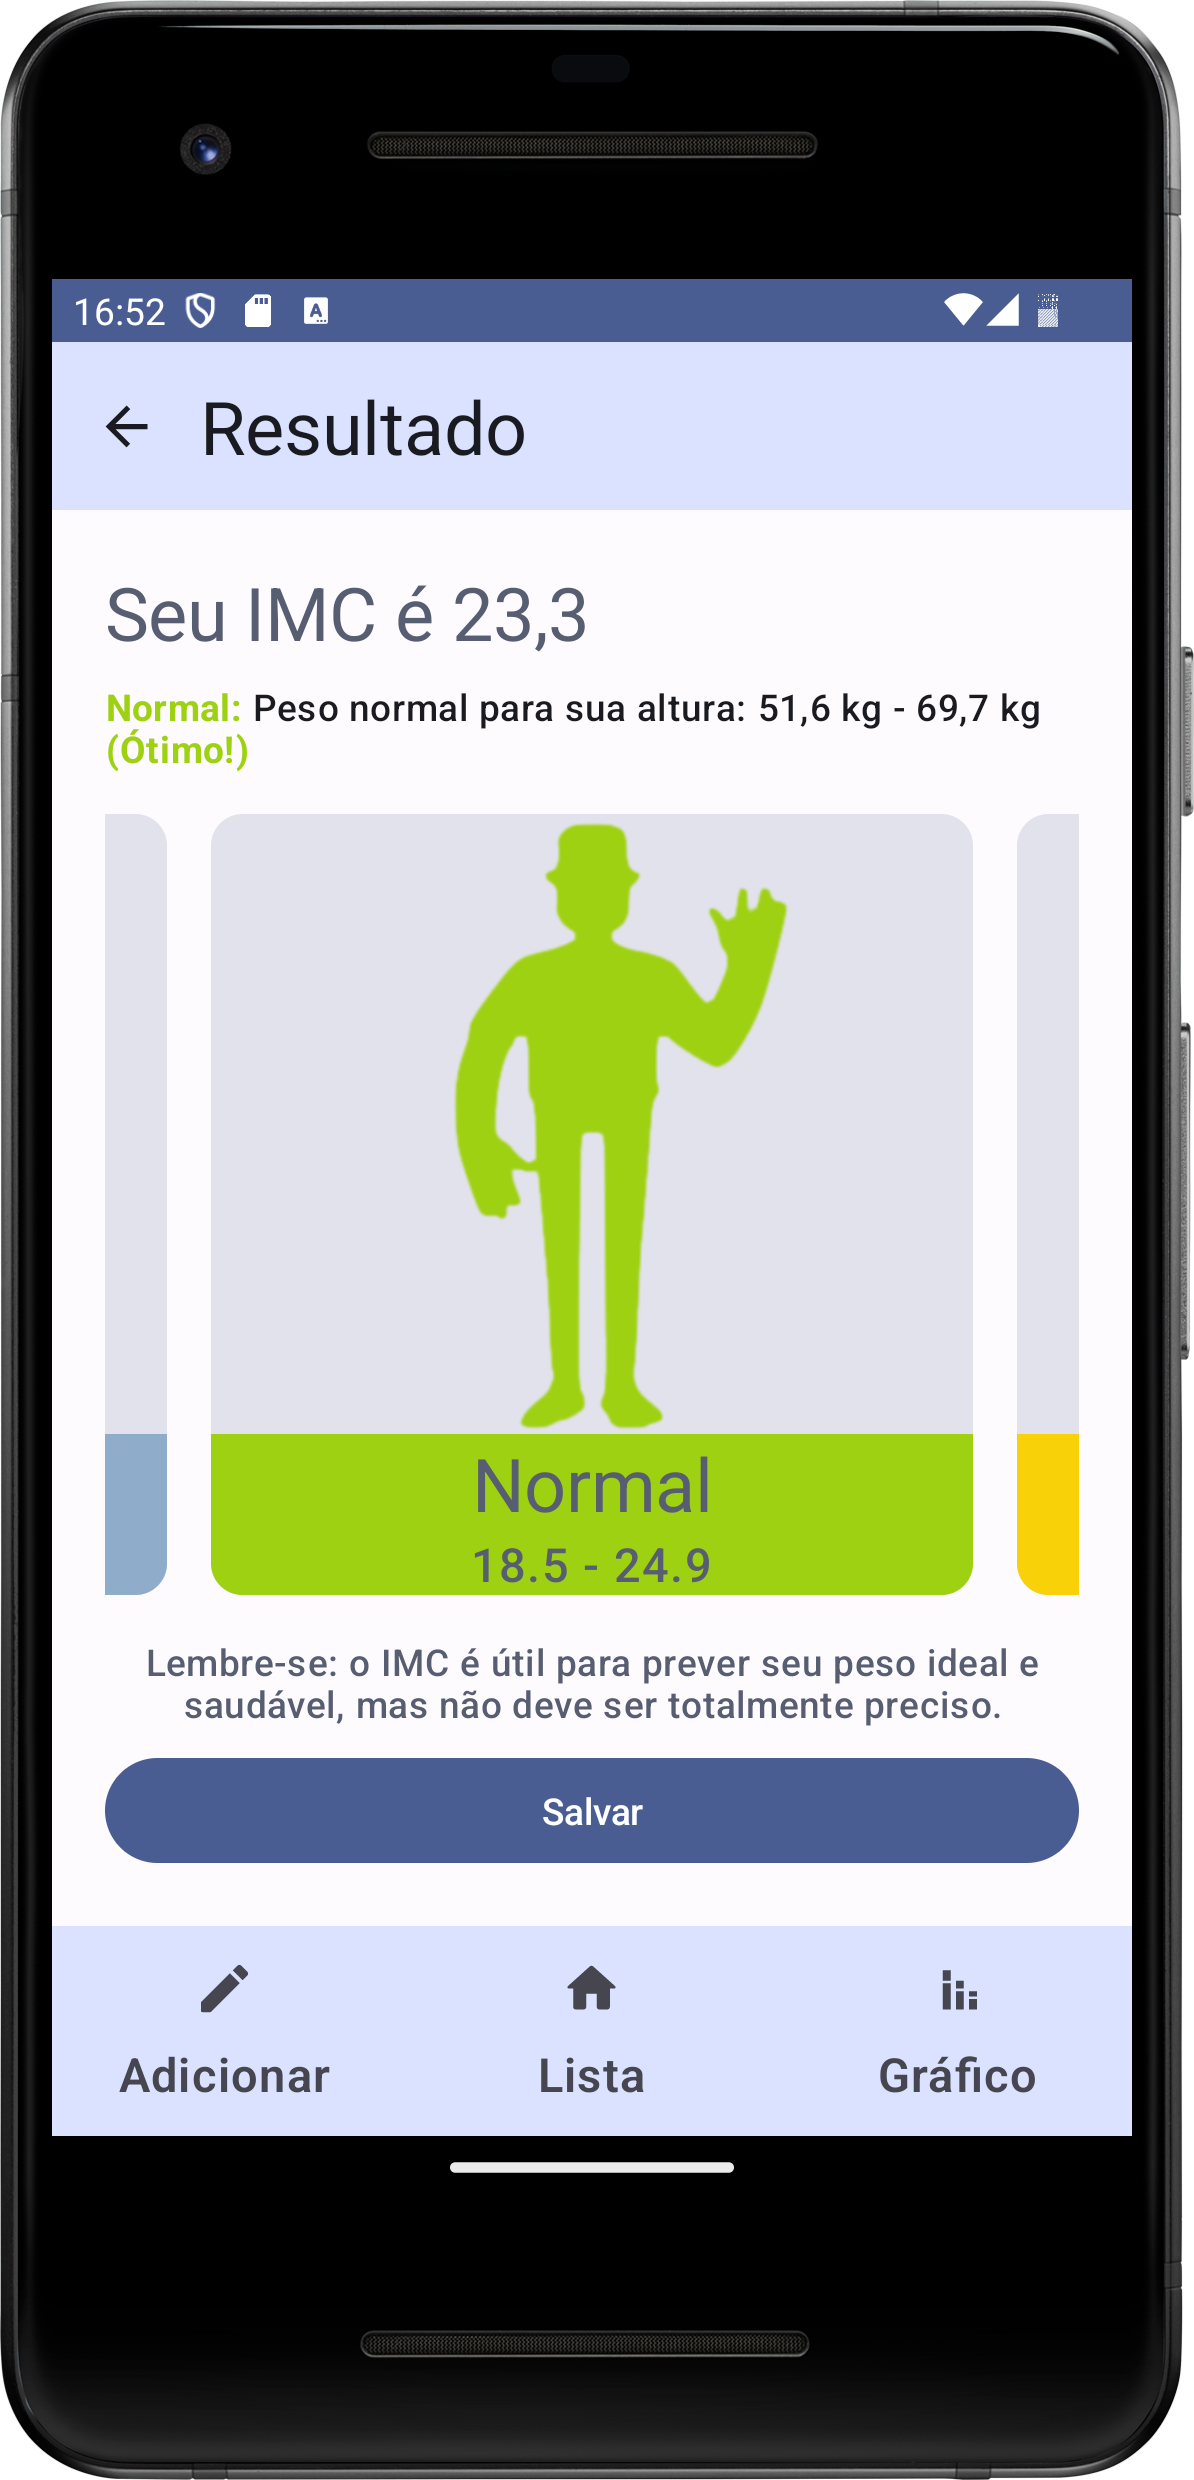 16:52
Resultado
Seu IMC é 23,3
Normal: Peso normal para sua altura: 51,6 kg - 69,7 kg
(Ótimo!)
Normal
18.5 - 24.9
Lembre-se: o IMC é útil para prever seu peso ideal e
saudável, mas não deve ser totalmente preciso.
Salvar
Adicionar Lista Gráfico